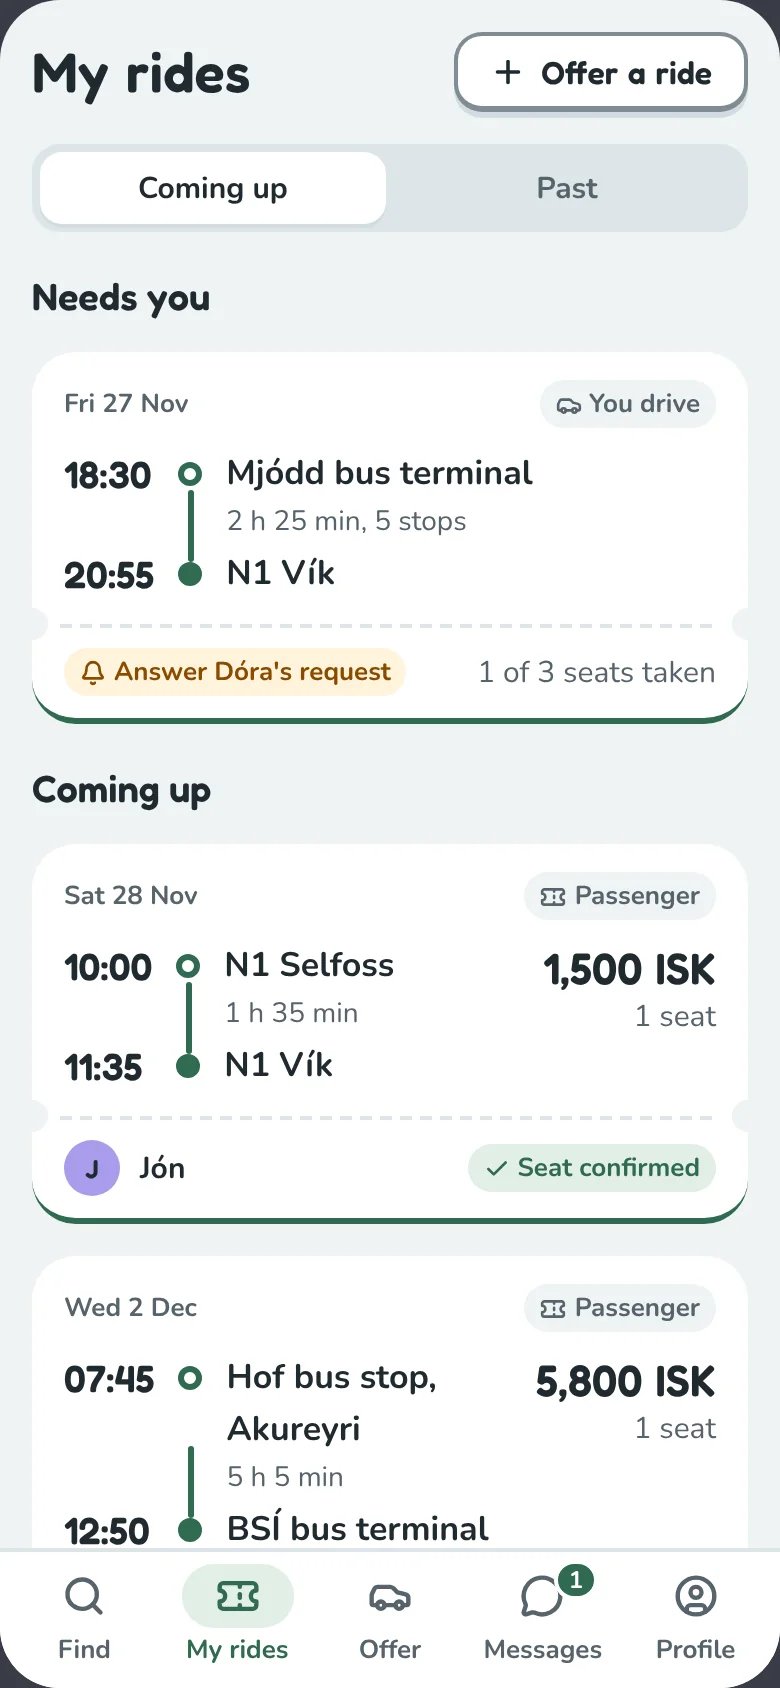 My rides
Offer a ride
Coming up
Past
Needs you
Fri 27 Nov
You drive
18:30
Mjódd bus terminal
2 h 25 min, 5 stops
20:55
N1 Vík
Answer Dóra's request
1 of 3 seats taken
Coming up
Sat 28 Nov
Passenger
10:00
N1 Selfoss
1,500 ISK
1 h 35 min
1 seat
11:35
N1 Vík
J
Jón
Seat confirmed
Wed 2 Dec
Passenger
07:45
Hof bus stop,
Akureyri
5,800 ISK
1 seat
5 h 5 min
12:50
BSÍ bus terminal
Find
My rides
Offer
1
Messages
Profile